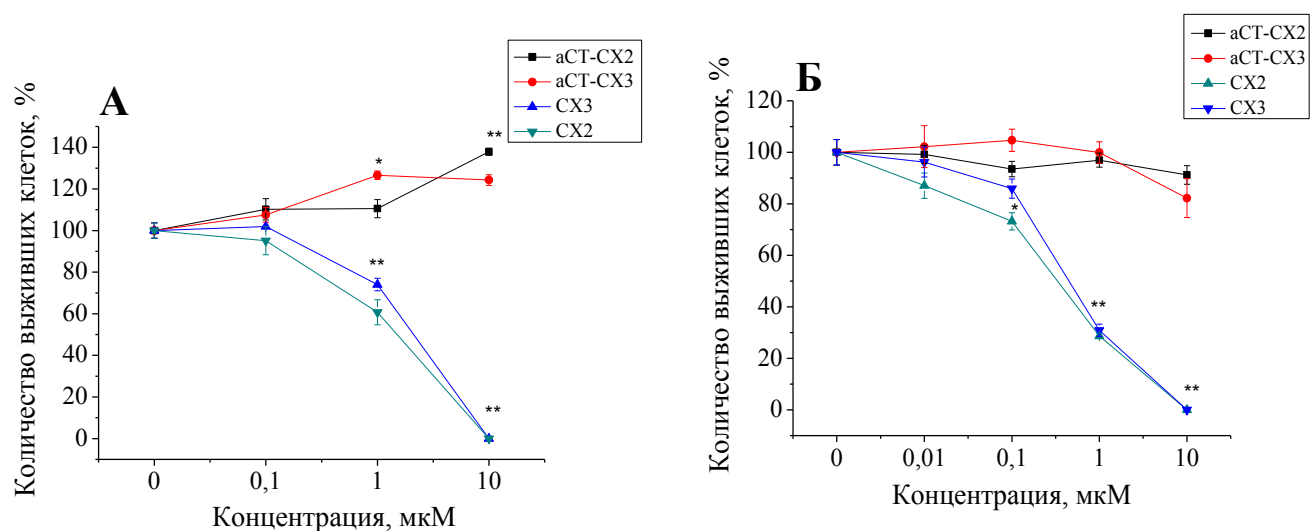 А
аСТ-СХ2
аСТ-СХ3
СХ3
СХ2
Количество выживших клеток, %
140
120
100
80
60
40
20
0
*
**
**
**
0
0,1
1
10
Концентрация, мкМ
Б
аСТ-СХ2
аСТ-СХ3
СХ2
СХ3
Количество выживших клеток, %
120
100
80
60
40
20
0
*
**
**
0
0,01
0,1
1
10
Концентрация, мкМ